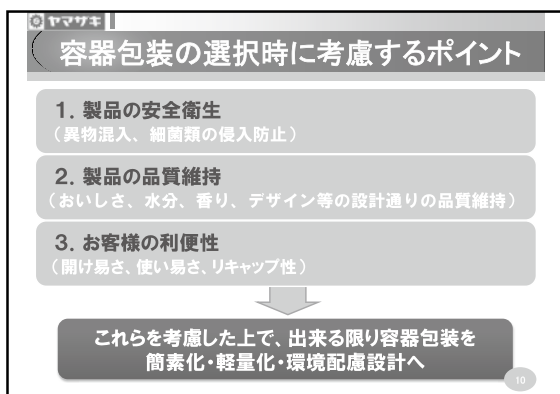 ヤマザキ
容器包装の選択時に考慮するポイント
1. 製品の安全衛生
（異物混入、細菌類の侵入防止）
2. 製品の品質維持
（おいしさ、水分、香り、デザイン等の設計通りの品質維持）
3. お客様の利便性
（開け易さ、使い易さ、リキャップ性）
これらを考慮した上で、出来る限り容器包装を
簡素化・軽量化・環境配慮設計へ
10